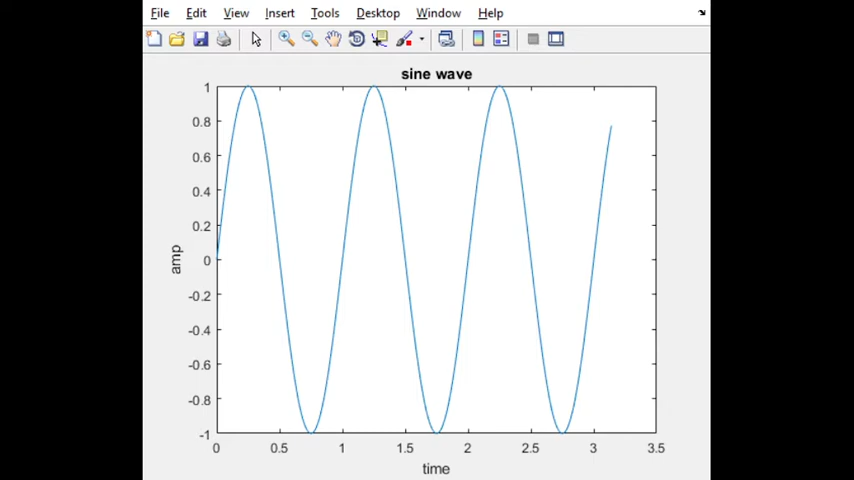 File Edit View Insert Tools Desktop Window Help
sine wave
1
0.8
0.6
0.4
0.2
0
-0.2
-0.4
-0.6
-0.8
-1
amp
0 0.5 1 1.5 2 2.5 3 3.5
time